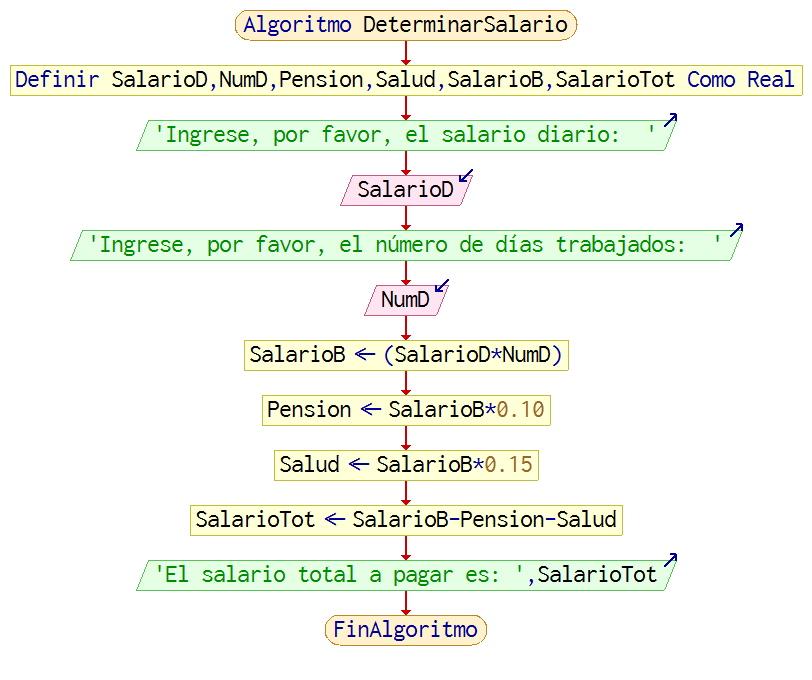 Algoritmo DeterminarSalario
Definir SalarioD,NumD,Pension,Salud,SalarioB,SalarioTot Como Real
'Ingrese, por favor, el salario diario:  '
SalarioD
'Ingrese, por favor, el número de días trabajados:  '
NumD
SalarioB ← (SalarioD*NumD)
Pension ← SalarioB*0.10
Salud ← SalarioB*0.15
SalarioTot ← SalarioB-Pension-Salud
'El salario total a pagar es: ',SalarioTot
FinAlgoritmo